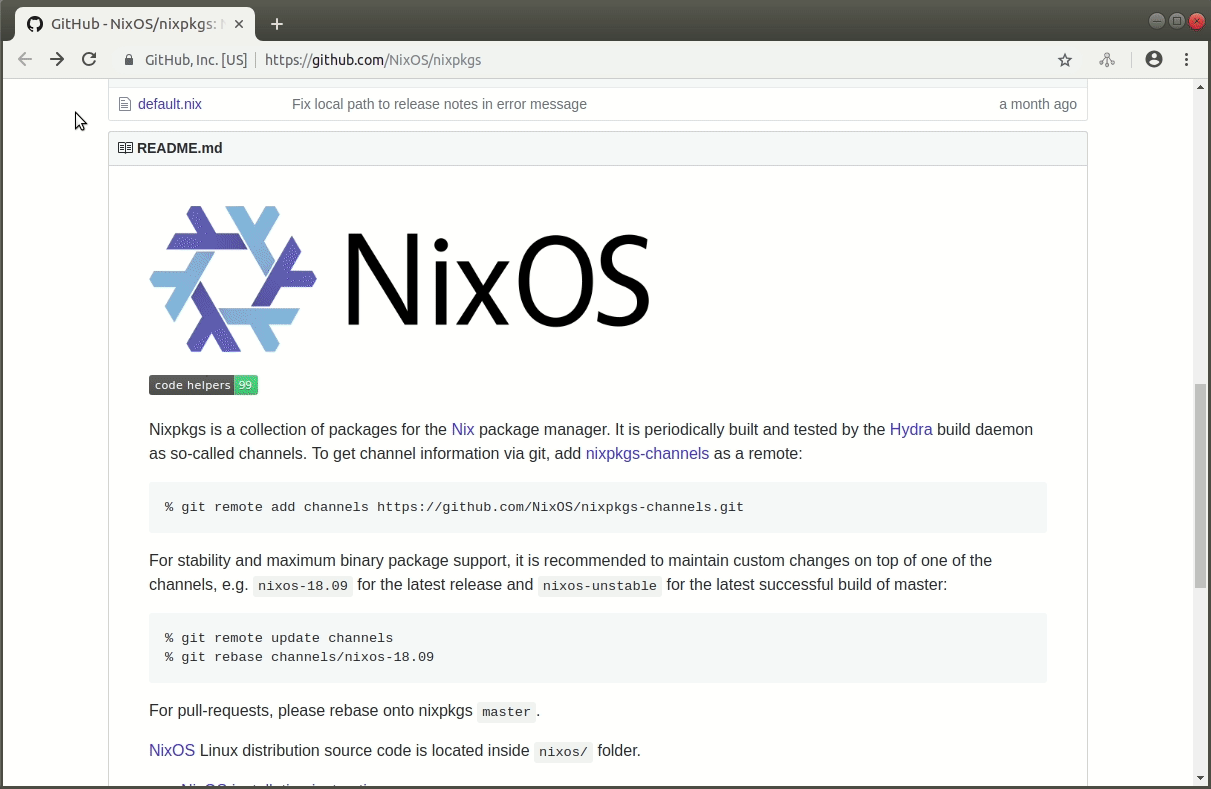 GitHub - NixOS/nixpkgs:
GitHub, Inc. [US] https://github.com/NixOS/nixpkgs
default.nix Fix local path to release notes in error message a month ago
README.md
NixOS
code helpers 99
Nixpkgs is a collection of packages for the Nix package manager. It is periodically built and tested by the Hydra build daemon
as so-called channels. To get channel information via git, add nixpkgs-channels as a remote:
% git remote add channels https://github.com/NixOS/nixpkgs-channels.git
For stability and maximum binary package support, it is recommended to maintain custom changes on top of one of the
channels, e.g. nixos-18.09 for the latest release and nixos-unstable for the latest successful build of master:
% git remote update channels
% git rebase channels/nixos-18.09
For pull-requests, please rebase onto nixpkgs master.
NixOS Linux distribution source code is located inside nixos/ folder.